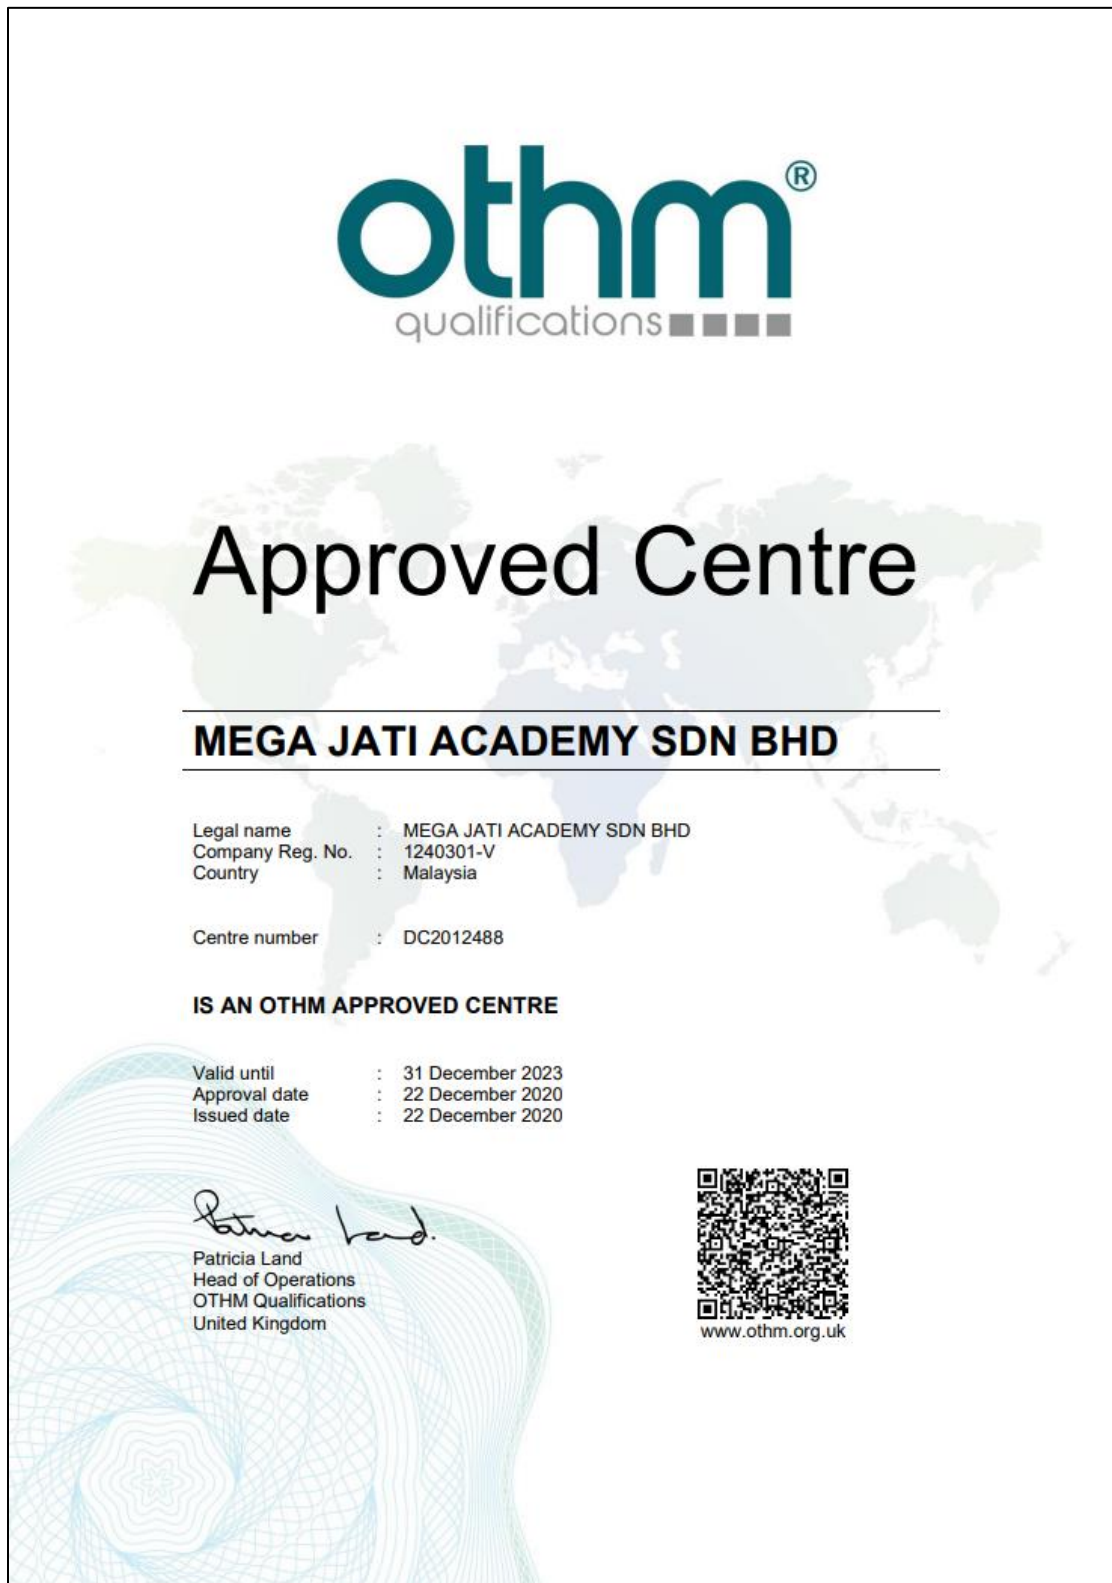 othm®
qualifications
Approved Centre
MEGA JATI ACADEMY SDN BHD
Legal name : MEGA JATI ACADEMY SDN BHD
Company Reg. No. : 1240301-V
Country : Malaysia
Centre number : DC2012488
IS AN OTHM APPROVED CENTRE
Valid until : 31 December 2023
Approval date : 22 December 2020
Issued date : 22 December 2020
Patricia Land.
Patricia Land
Head of Operations
OTHM Qualifications
United Kingdom
www.othm.org.uk